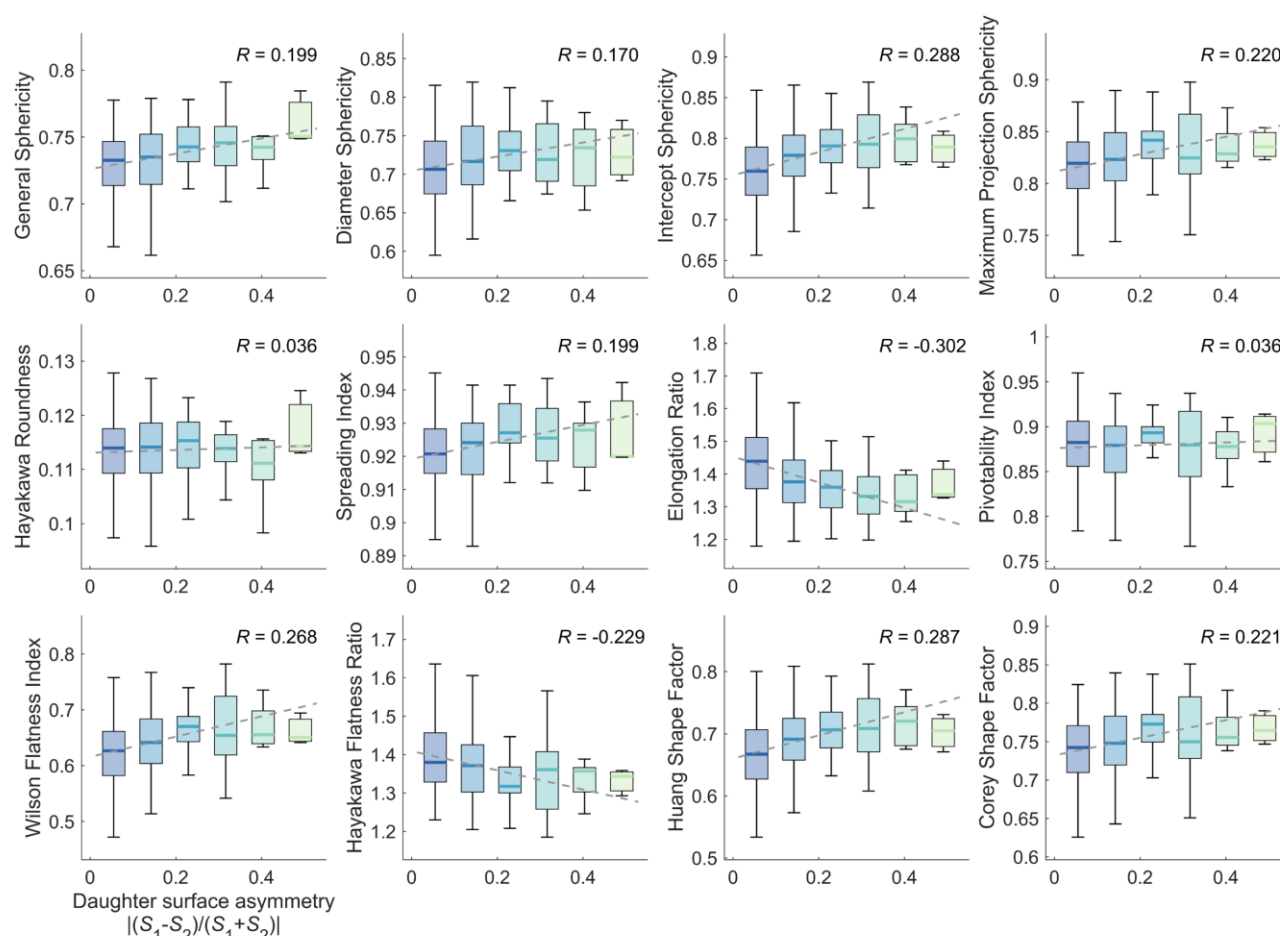 R = 0.199
General Sphericity
0.8
0.75
0.7
0.65
0 0.2 0.4
R = 0.170
Diameter Sphericity
0.85
0.8
0.75
0.7
0.65
0.6
0 0.2 0.4
R = 0.288
Intercept Sphericity
0.9
0.85
0.8
0.75
0.7
0.65
0 0.2 0.4
R = 0.220
Maximum Projection Sphericity
0.9
0.85
0.8
0.75
0 0.2 0.4
R = 0.036
Hayakawa Roundness
0.13
0.12
0.11
0.1
0 0.2 0.4
R = 0.199
Spreading Index
0.95
0.94
0.93
0.92
0.91
0.9
0.89
0 0.2 0.4
R = -0.302
Elongation Ratio
1.8
1.7
1.6
1.5
1.4
1.3
1.2
0 0.2 0.4
R = 0.036
Pivotability Index
1
0.95
0.9
0.85
0.8
0.75
0 0.2 0.4
R = 0.268
Wilson Flatness Index
0.8
0.7
0.6
0.5
0 0.2 0.4
Daughter surface asymmetry
|(S₁-S₂)/(S₁+S₂)|
R = -0.229
Hayakawa Flatness Ratio
1.7
1.6
1.5
1.4
1.3
1.2
0 0.2 0.4
R = 0.287
Huang Shape Factor
0.8
0.7
0.6
0.5
0 0.2 0.4
R = 0.221
Corey Shape Factor
0.9
0.85
0.8
0.75
0.7
0.65
0.6
0 0.2 0.4